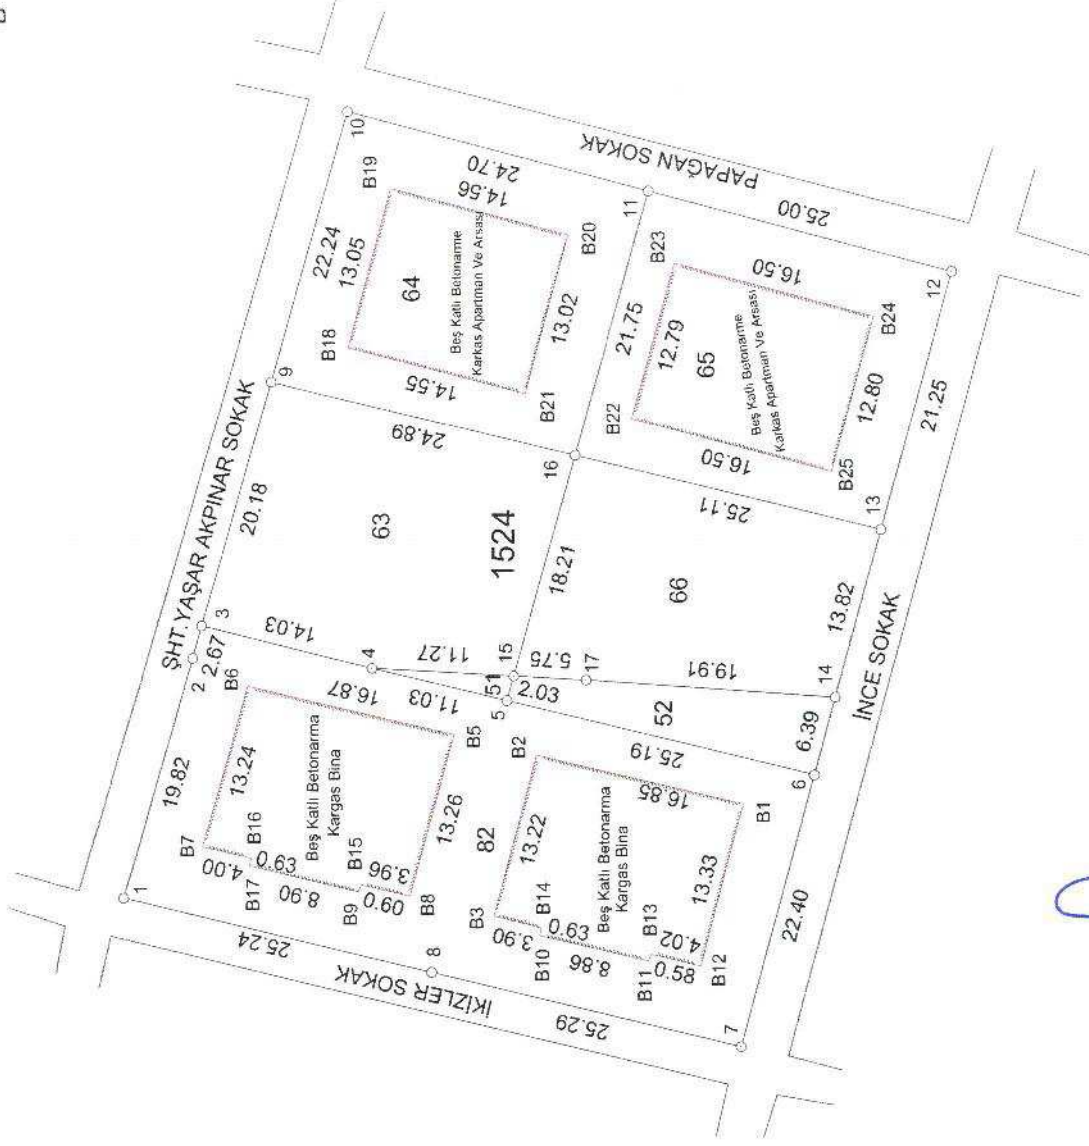 ŞHT.YAŞAR AKPINAR SOKAK
PAPAĞAN SOKAK
İNCE SOKAK
İKİZLER SOKAK
1524
1
19.82
2
2.67
3
20.18
9
22.24
10
24.70
11
25.00
12
21.25
13
13.82
14
6.39
6
22.40
7
25.29
8
25.24
14.03
4
11.03
11.27
5
51
2.03
15
5.75
17
19.91
52
25.19
18.21
16
24.89
25.11
21.75
63
66
82
B7
13.24
B6
16.87
B5
13.26
B8
3.96
0.60
B15
B9
8.90
0.63
B16
B17
4.00
Beş Katlı Betonarma
Kargas Bina
B3
13.22
B2
16.85
B1
13.33
B12
4.02
0.58
B13
B11
8.86
0.63
B14
B10
3.90
Beş Katlı Betonarma
Kargas Bina
B18
13.05
B19
14.56
B20
13.02
B21
14.55
64
Beş Katlı Betonarme
Karkas Apartman Ve Arsası
B22
12.79
B23
16.50
B24
12.80
B25
16.50
65
Beş Katlı Betonarme
Karkas Apartman Ve Arsası